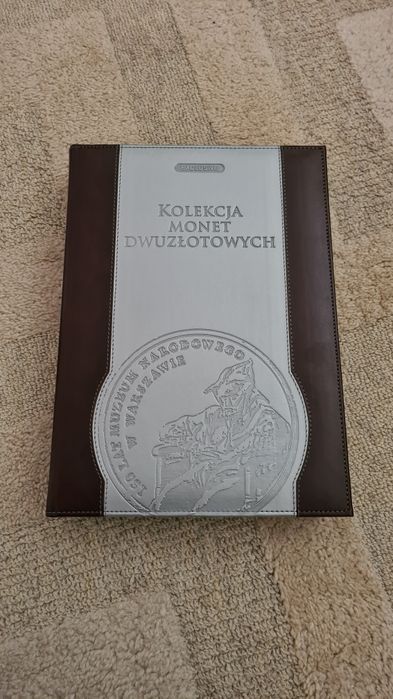 KOLEKCJA
MONET
DWUZŁOTOWYCH
150 LAT MUZEUM NARODOWEGO
W WARSZAWIE